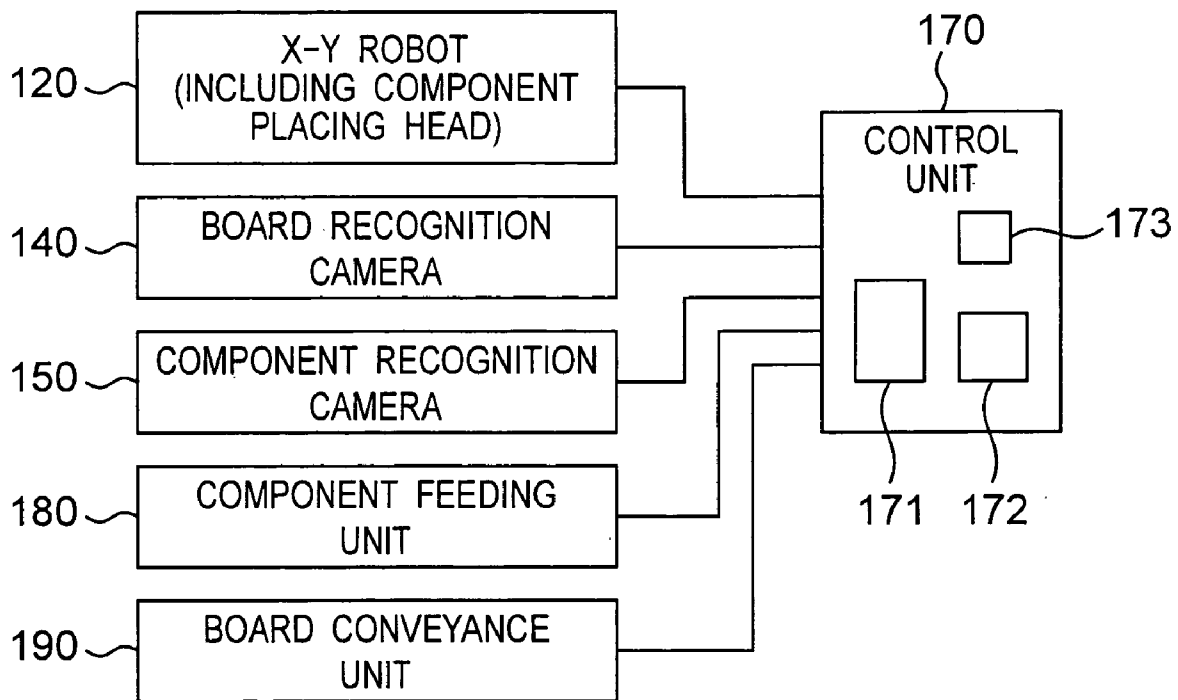 120
X-Y ROBOT
(INCLUDING COMPONENT
PLACING HEAD)
140
BOARD RECOGNITION
CAMERA
150
COMPONENT RECOGNITION
CAMERA
180
COMPONENT FEEDING
UNIT
190
BOARD CONVEYANCE
UNIT
170
CONTROL
UNIT
173
171
172